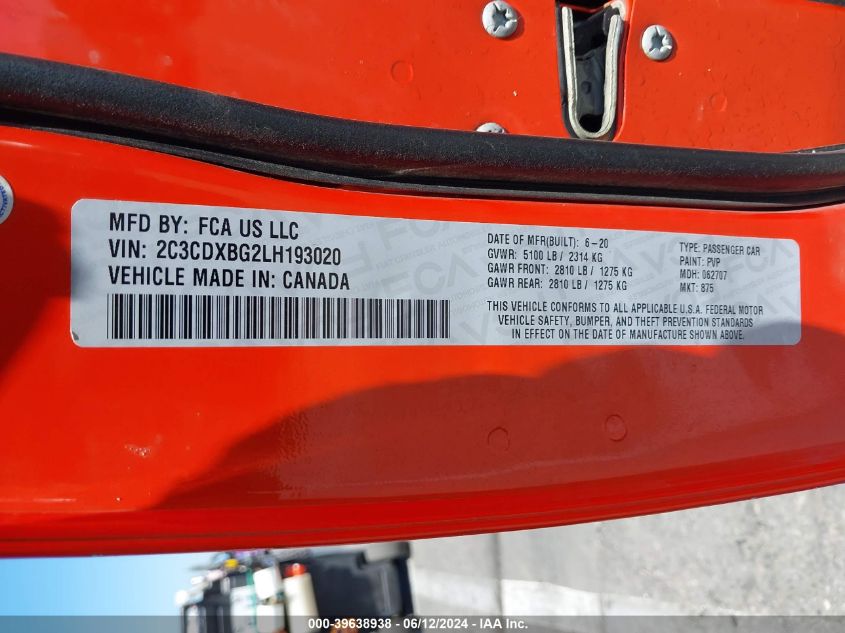 MFD BY: FCA US LLC
VIN: 2C3CDXBG2LH193020
VEHICLE MADE IN: CANADA
DATE OF MFR(BUILT): 6-20
GVWR: 5100 LB / 2314 KG
GAWR FRONT: 2810 LB / 1275 KG
GAWR REAR: 2810 LB / 1275 KG
TYPE: PASSENGER CAR
PAINT: PVP
MDH: 062707
MKT: 875
THIS VEHICLE CONFORMS TO ALL APPLICABLE U.S.A. FEDERAL MOTOR
VEHICLE SAFETY, BUMPER, AND THEFT PREVENTION STANDARDS
IN EFFECT ON THE DATE OF MANUFACTURE SHOWN ABOVE.
000-39638938 - 06/12/2024 - IAA Inc.